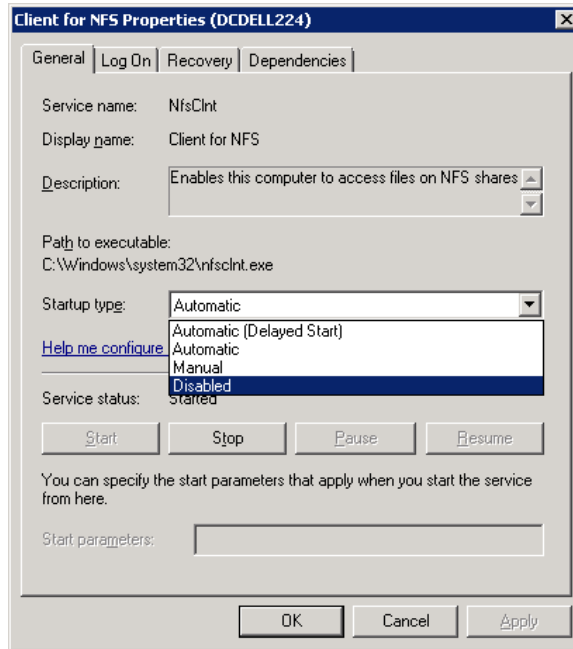 Client for NFS Properties (DCDELL224)
General Log On Recovery Dependencies
Service name: NfsClnt
Display name: Client for NFS
Description: Enables this computer to access files on NFS shares
Path to executable:
C:\Windows\system32\nfsclnt.exe
Startup type: Automatic
Automatic (Delayed Start)
Help me configure Automatic
Manual
Disabled
Service status: Started
Start Stop Pause Resume
You can specify the start parameters that apply when you start the service
from here.
Start parameters:
OK Cancel Apply